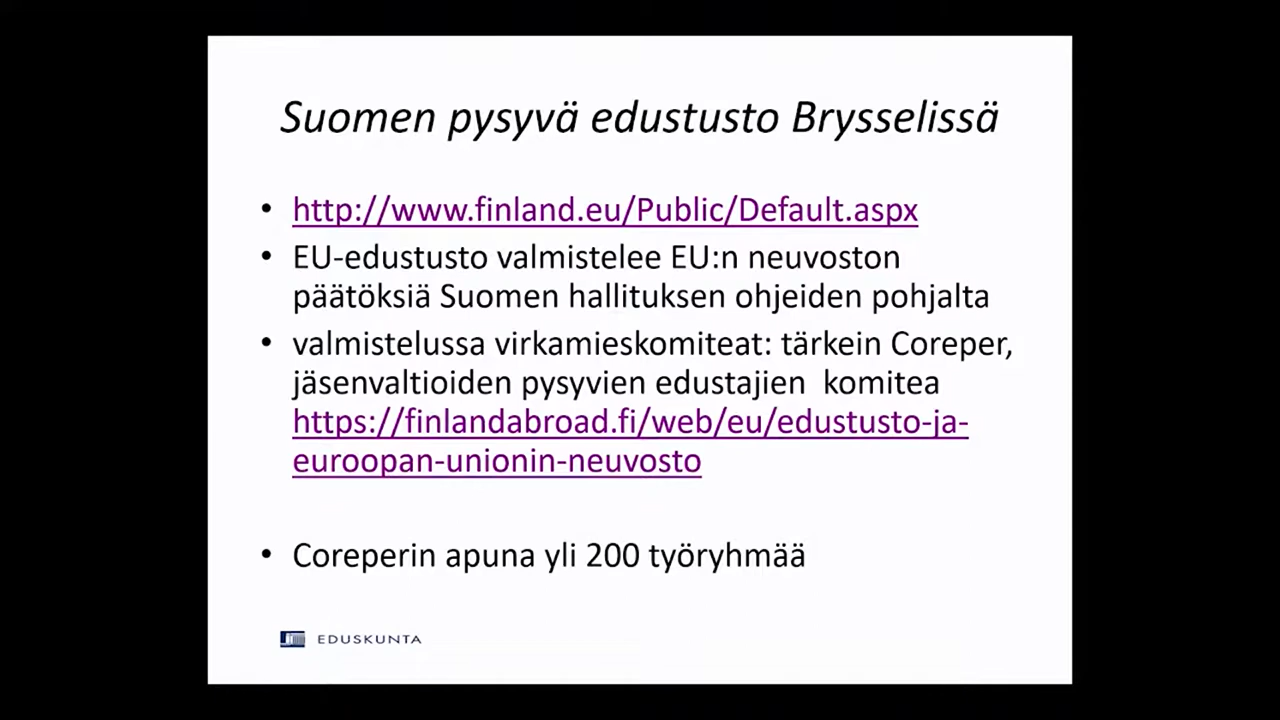 Suomen pysyvä edustusto Brysselissä
• http://www.finland.eu/Public/Default.aspx
• EU-edustusto valmistelee EU:n neuvoston
päätöksiä Suomen hallituksen ohjeiden pohjalta
• valmistelussa virkamieskomiteat: tärkein Coreper,
jäsenvaltioiden pysyvien edustajien komitea
https://finlandabroad.fi/web/eu/edustusto-ja-
euroopan-unionin-neuvosto
• Coreperin apuna yli 200 työryhmää
EDUSKUNTA